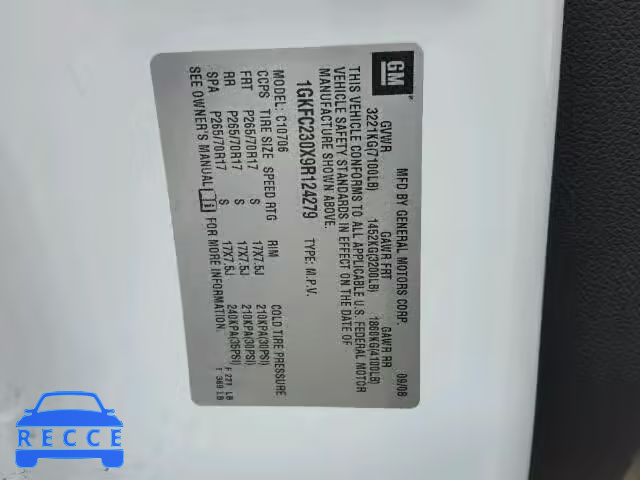 GM
MFD BY GENERAL MOTORS CORP. 09/08
GVWR GAWR FRT GAWR RR
3221KG(7100LB) 1452KG(3200LB) 1860KG(4100LB)
THIS VEHICLE CONFORMS TO ALL APPLICABLE U.S. FEDERAL MOTOR
VEHICLE SAFETY STANDARDS IN EFFECT ON THE DATE OF
MANUFACTURE SHOWN ABOVE.
1GKFC230X9R124279 TYPE: M.P.V.
MODEL: C10706
CCPS TIRE SIZE SPEED RTG RIM COLD TIRE PRESSURE
FRT P265/70R17 S 17X7.5J 210KPA(30PSI)
RR P265/70R17 S 17X7.5J 210KPA(30PSI)
SPA P265/70R17 S 17X7.5J 240KPA(35PSI)
SEE OWNER'S MANUAL FOR MORE INFORMATION.
F 221 LB
T 369 LB
RECCE